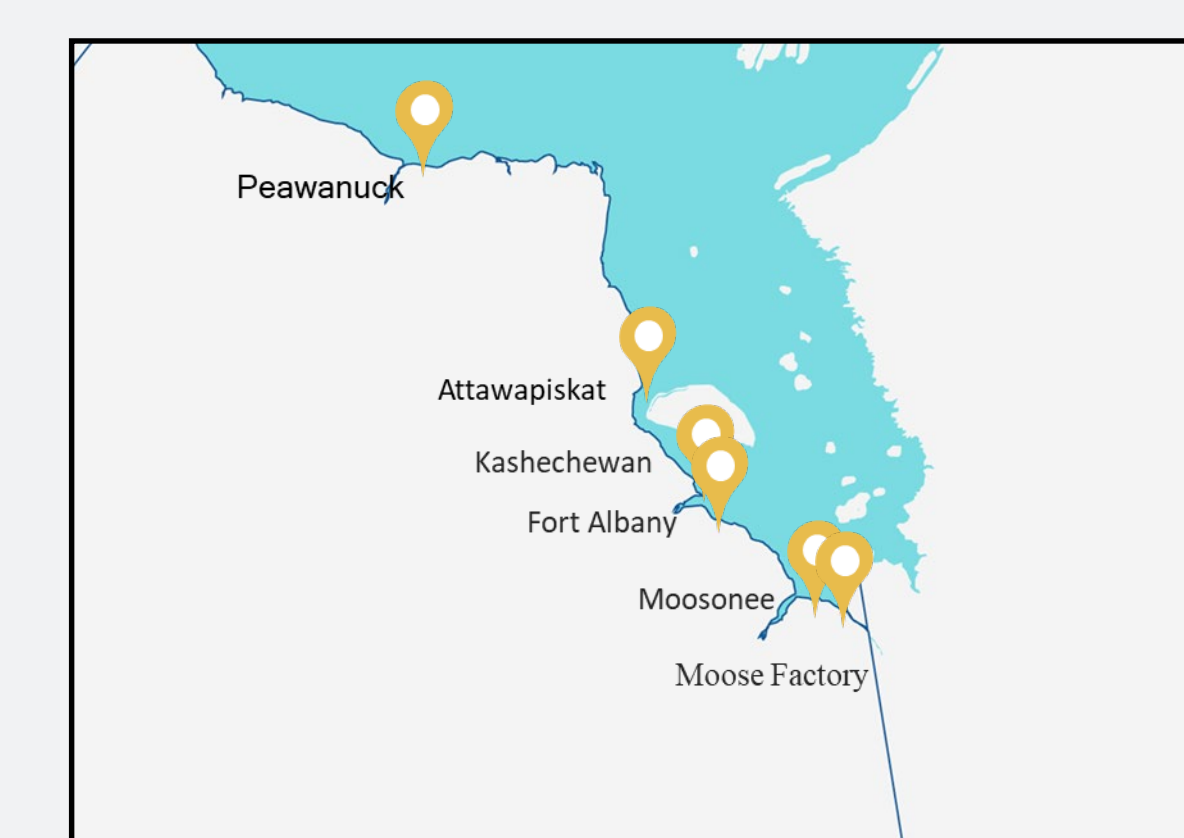 Peawanuck
Attawapiskat
Kashechewan
Fort Albany
Moosonee
Moose Factory